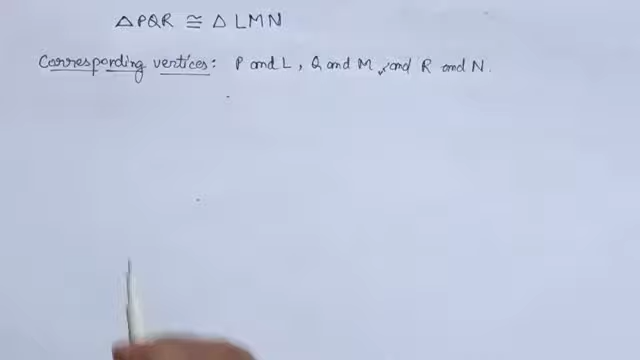 △PQR ≅ △LMN
Corresponding vertices: P and L, Q and M, and R and N.